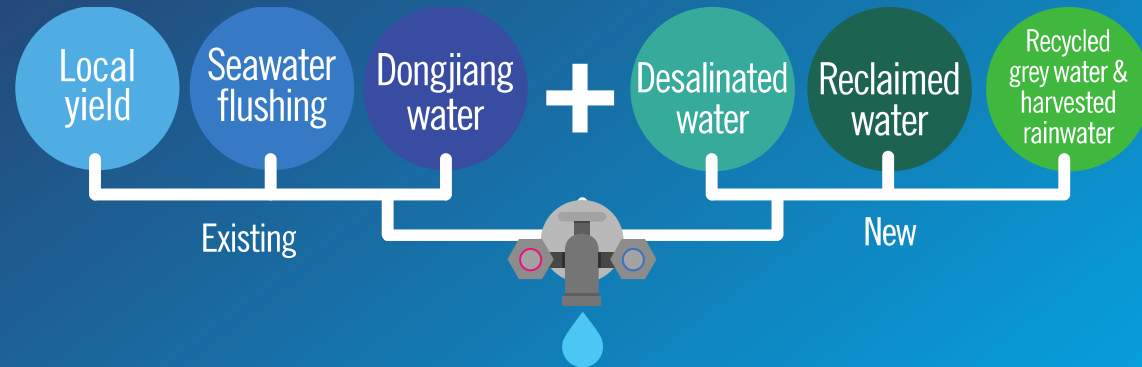 Local
yield
Seawater
flushing
Dongjiang
water
+
Desalinated
water
Reclaimed
water
Recycled
grey water &
harvested
rainwater
Existing
New